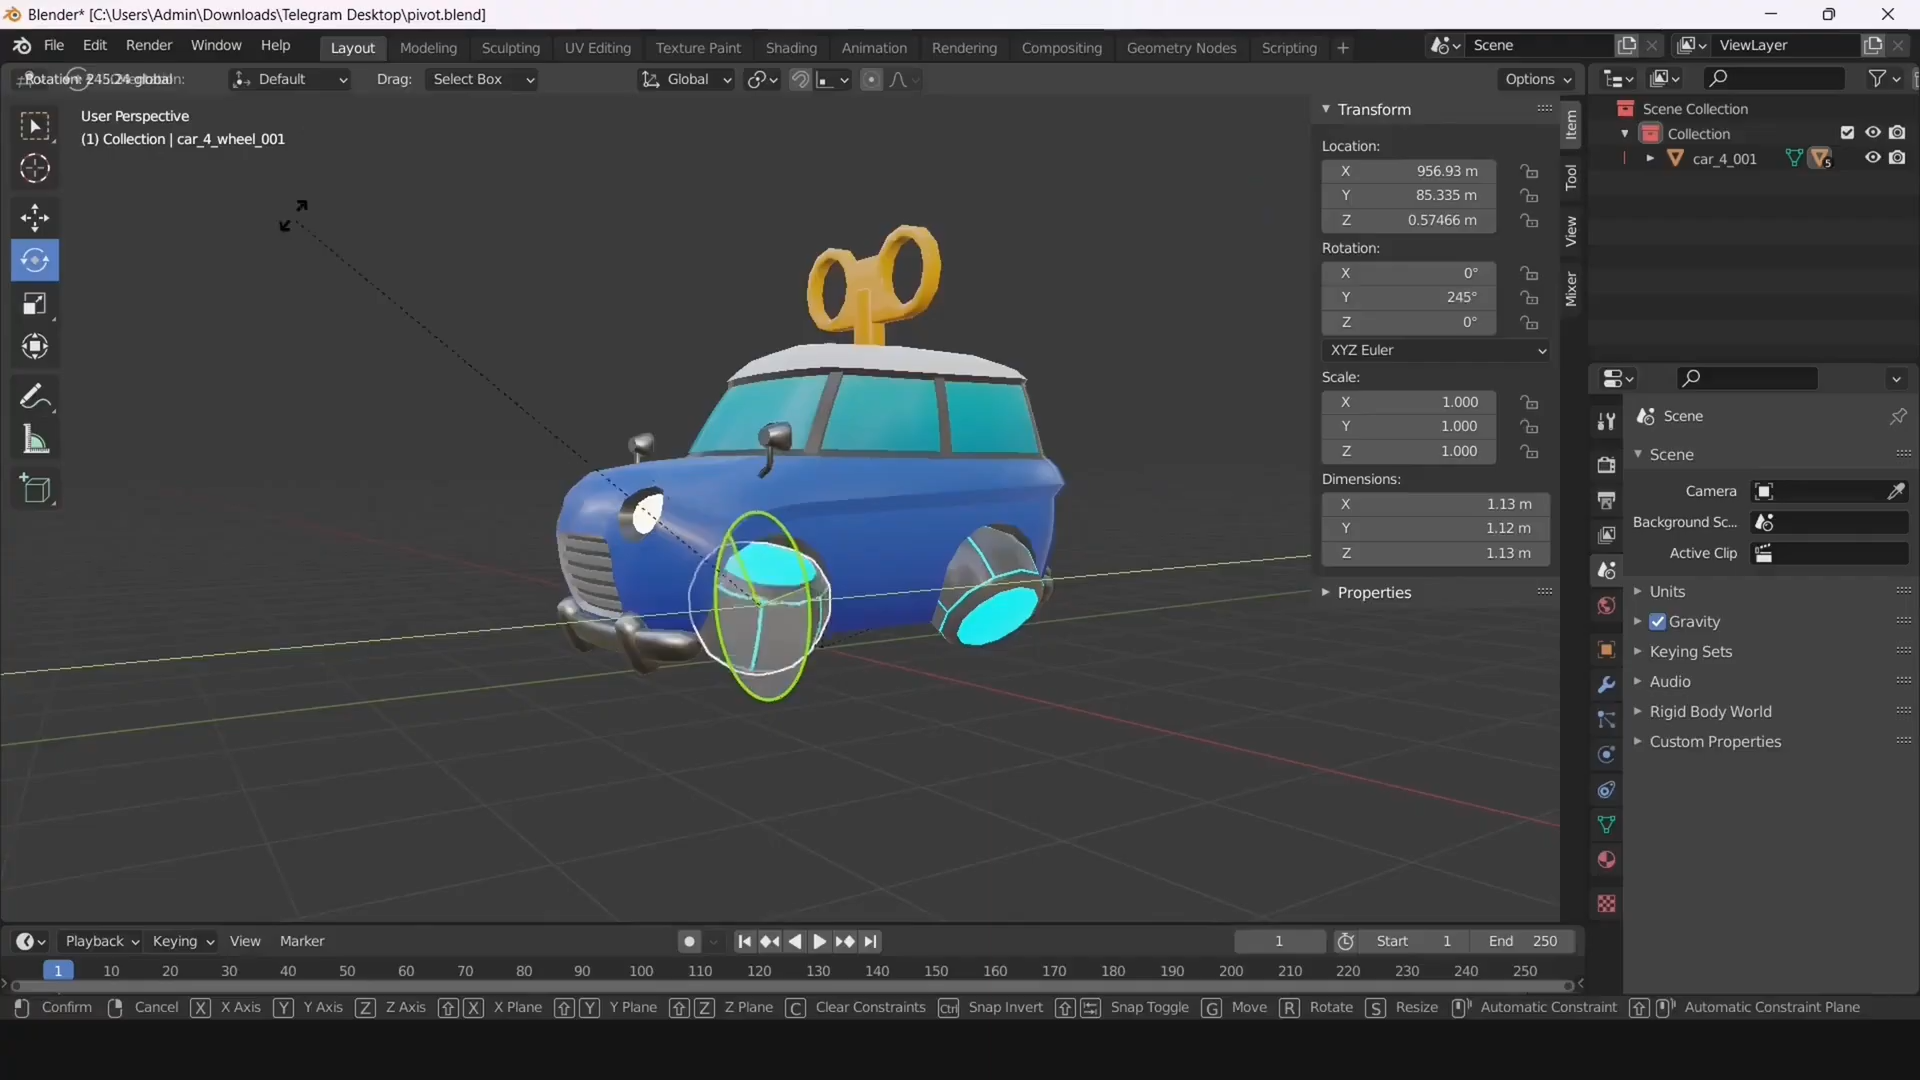 Blender* [C:\Users\Admin\Downloads\Telegram Desktop\pivot.blend]
File Edit Render Window Help Layout Modeling Sculpting UV Editing Texture Paint Shading Animation Rendering Compositing Geometry Nodes Scripting + Scene ViewLayer
Rotation: 245.24 global Default Drag: Select Box Global Options
User Perspective
(1) Collection | car_4_wheel_001
Transform
Location:
X 956.93 m
Y 85.335 m
Z 0.57466 m
Rotation:
X 0°
Y 245°
Z 0°
XYZ Euler
Scale:
X 1.000
Y 1.000
Z 1.000
Dimensions:
X 1.13 m
Y 1.12 m
Z 1.13 m
Properties
Item
Tool
View
Mixer
Scene Collection
Collection
car_4_001 5
Scene
Scene
Camera
Background Sc...
Active Clip
Units
Gravity
Keying Sets
Audio
Rigid Body World
Custom Properties
Playback Keying View Marker 1 Start 1 End 250
1 10 20 30 40 50 60 70 80 90 100 110 120 130 140 150 160 170 180 190 200 210 220 230 240 250
Confirm Cancel X X Axis Y Y Axis Z Z Axis X X Plane Y Y Plane Z Z Plane C Clear Constraints Ctrl Snap Invert Snap Toggle G Move R Rotate S Resize Automatic Constraint Automatic Constraint Plane